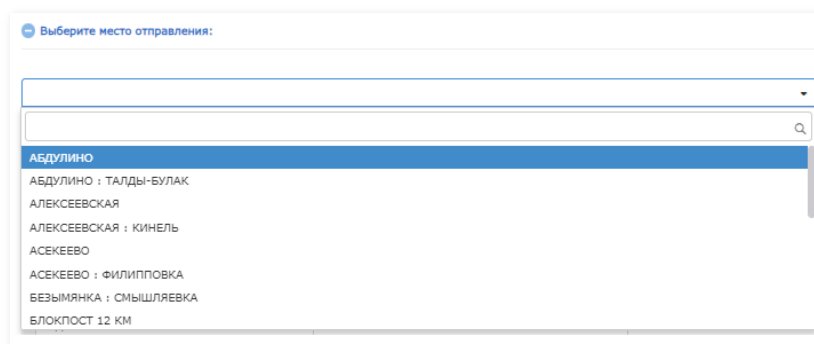 Выберите место отправления:
АБДУЛИНО
АБДУЛИНО : ТАЛДЫ-БУЛАК
АЛЕКСЕЕВСКАЯ
АЛЕКСЕЕВСКАЯ : КИНЕЛЬ
АСЕКЕЕВО
АСЕКЕЕВО : ФИЛИППОВКА
БЕЗЫМЯНКА : СМЫШЛЯЕВКА
БЛОКПОСТ 12 КМ